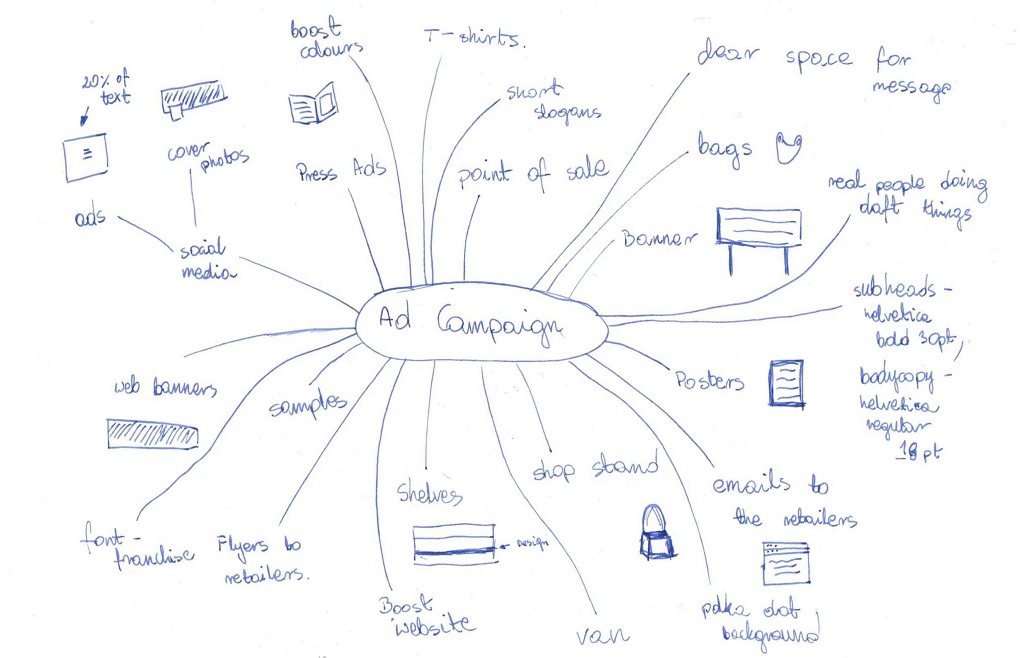 boost
colours
T-shirts.
clear space for
message
20% of
text
short
slogans
cover
photos
Press Ads
point of sale
bags
real people doing
daft things
ads
social
media
Banner
Ad Campaign
subheads -
helvetica
bold 30pt,
bodycopy -
helvetica
regular
18 pt
web banners
samples
Posters
shop stand
emails to
the retailers
Shelves
DESIGN
font -
franchise
Flyers to
retailers.
Boost
website
van
polka dot
background